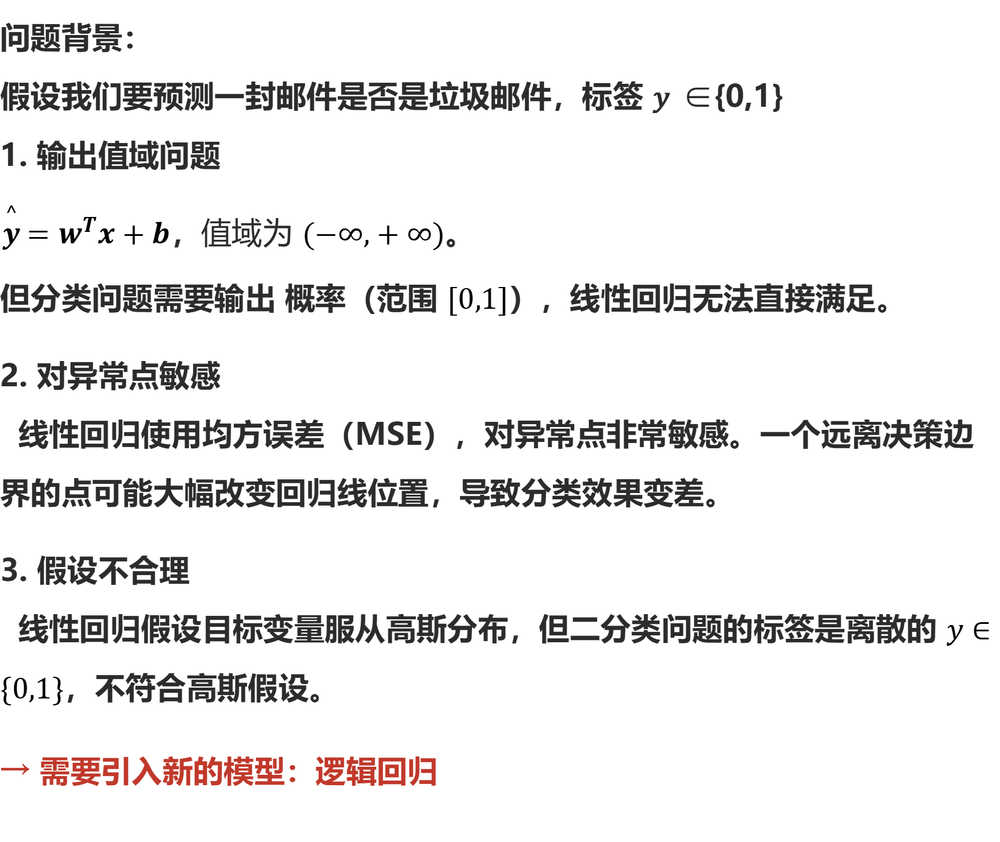 问题背景：
假设我们要预测一封邮件是否是垃圾邮件，标签 y ∈{0,1}
1. 输出值域问题
ŷ = wᵀx + b，值域为 (−∞, + ∞)。
但分类问题需要输出 概率（范围 [0,1]），线性回归无法直接满足。
2. 对异常点敏感
线性回归使用均方误差（MSE），对异常点非常敏感。一个远离决策边
界的点可能大幅改变回归线位置，导致分类效果变差。
3. 假设不合理
线性回归假设目标变量服从高斯分布，但二分类问题的标签是离散的 y ∈
{0,1}，不符合高斯假设。
→ 需要引入新的模型：逻辑回归